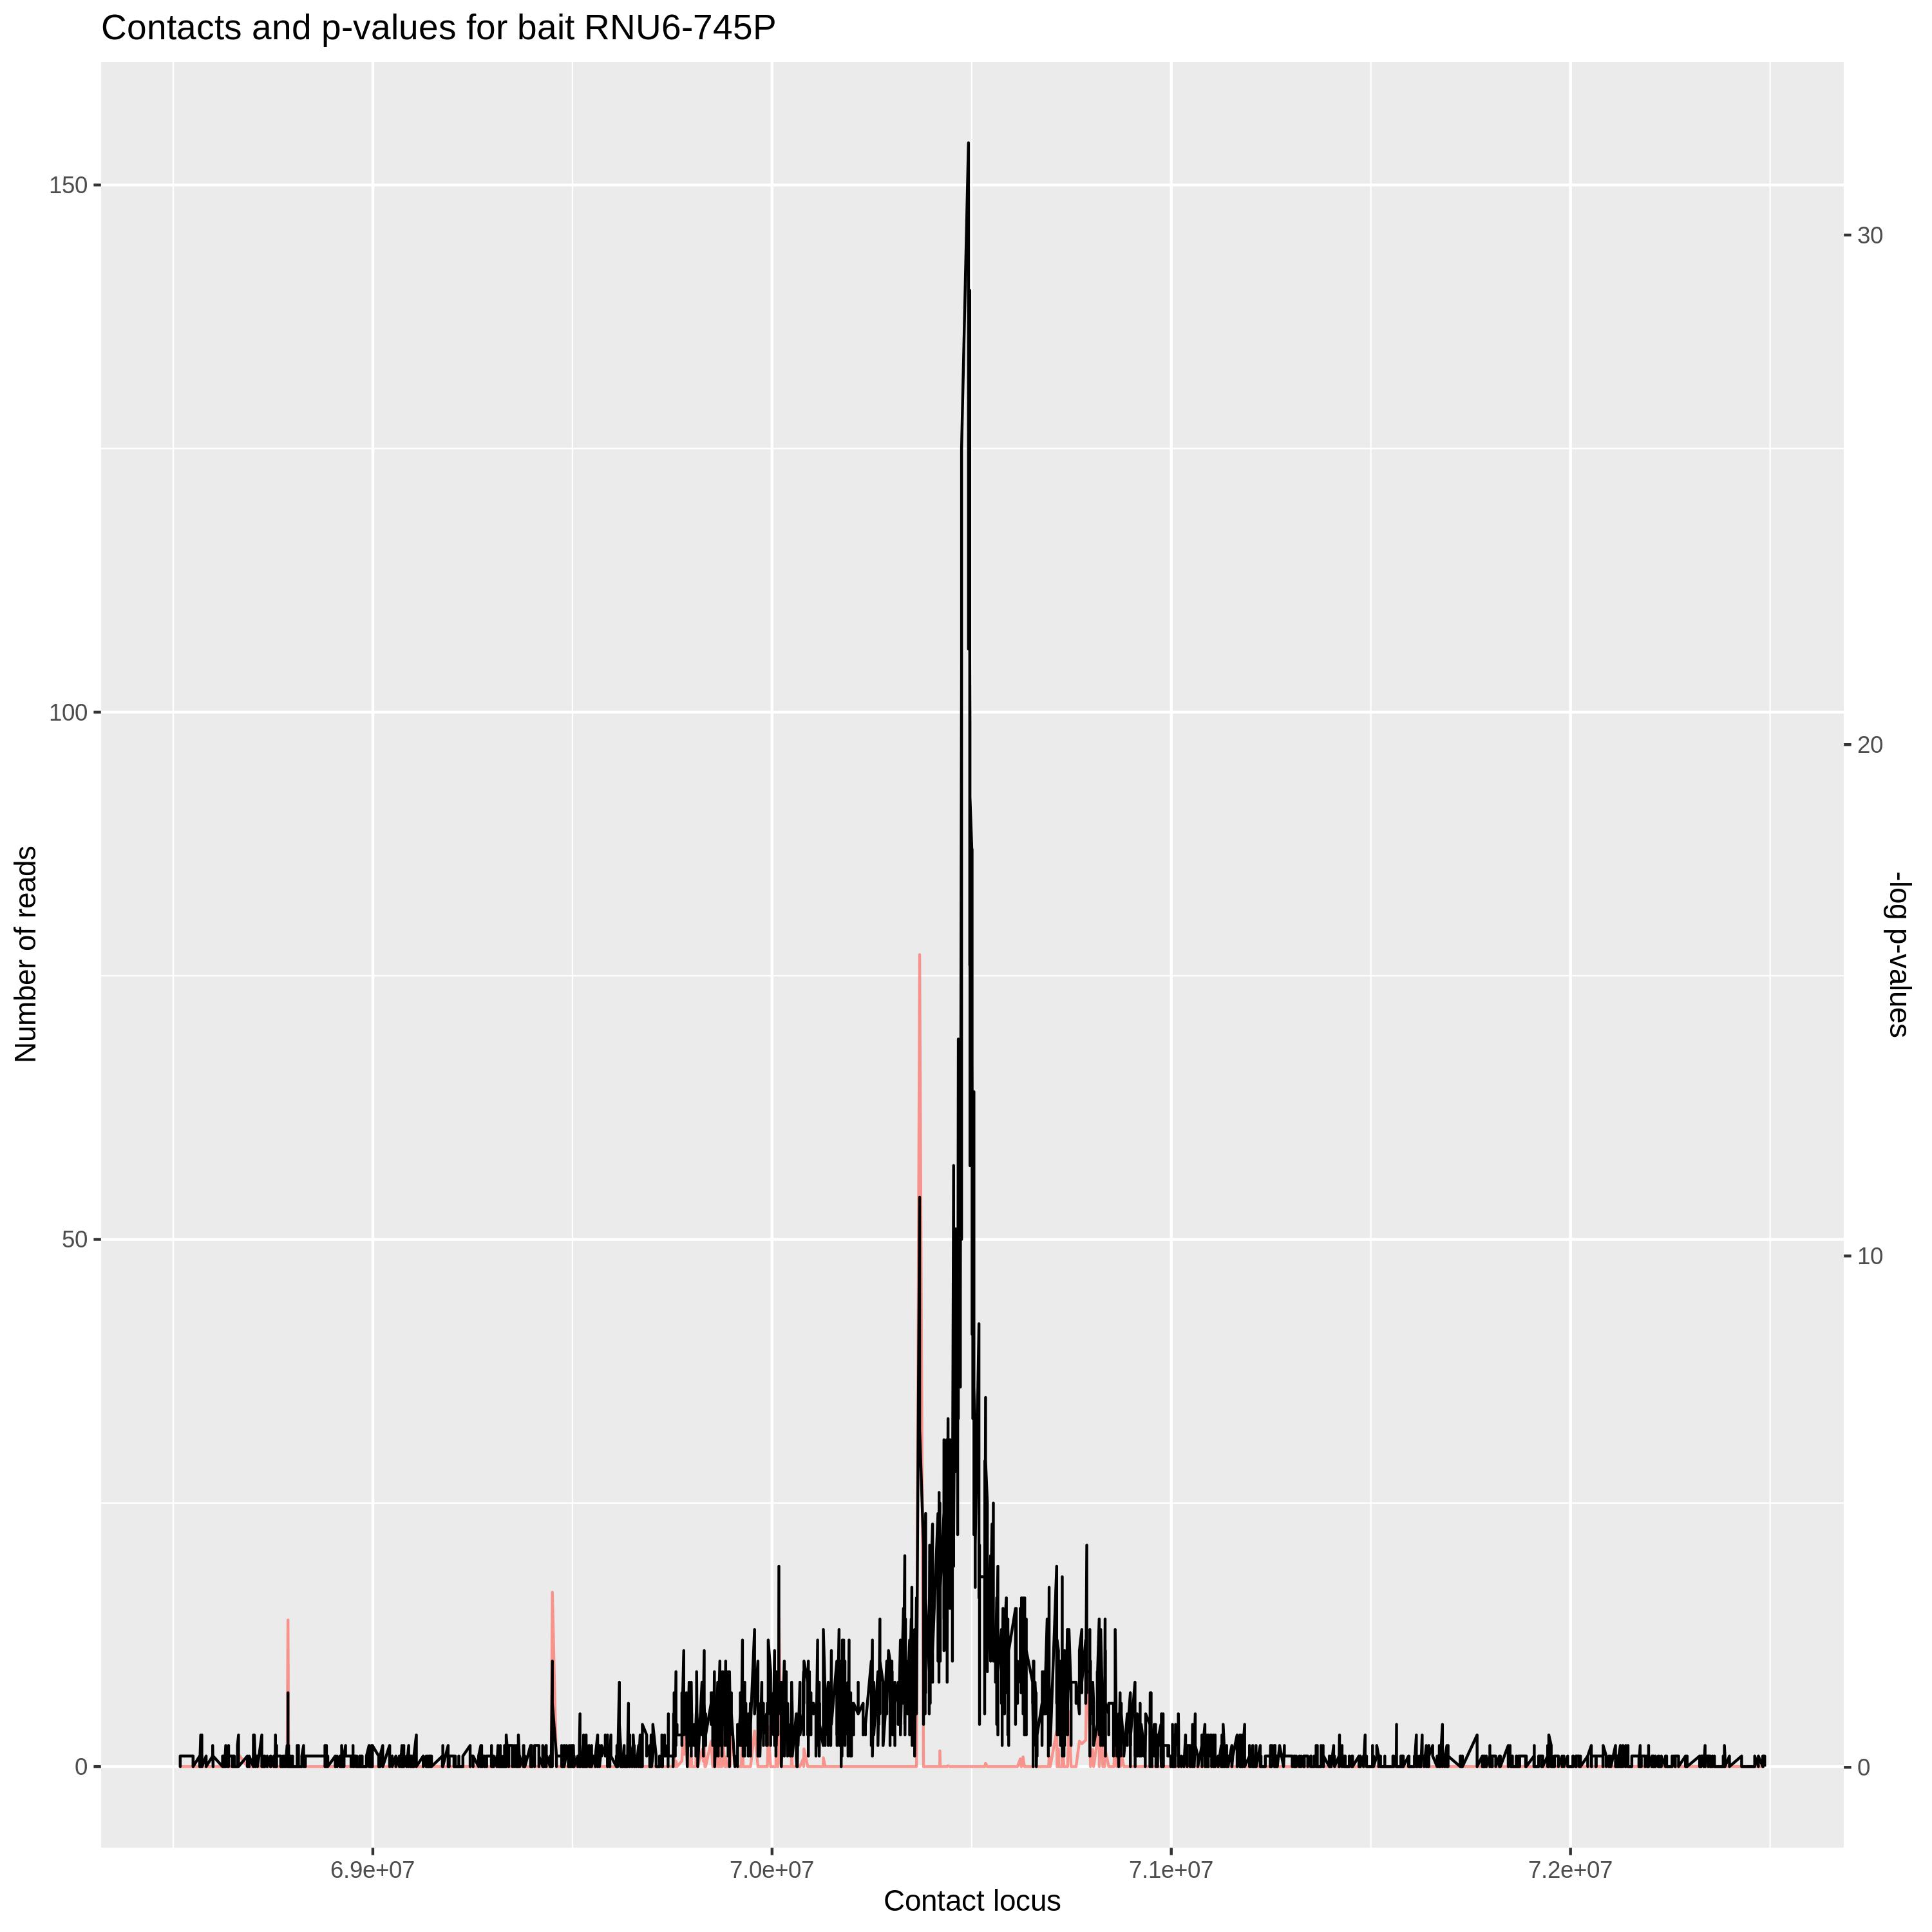 Contacts and p-values for bait RNU6-745P
150
100
50
0
Number of reads
30
20
10
0
-log p-values
6.9e+07
7.0e+07
7.1e+07
7.2e+07
Contact locus